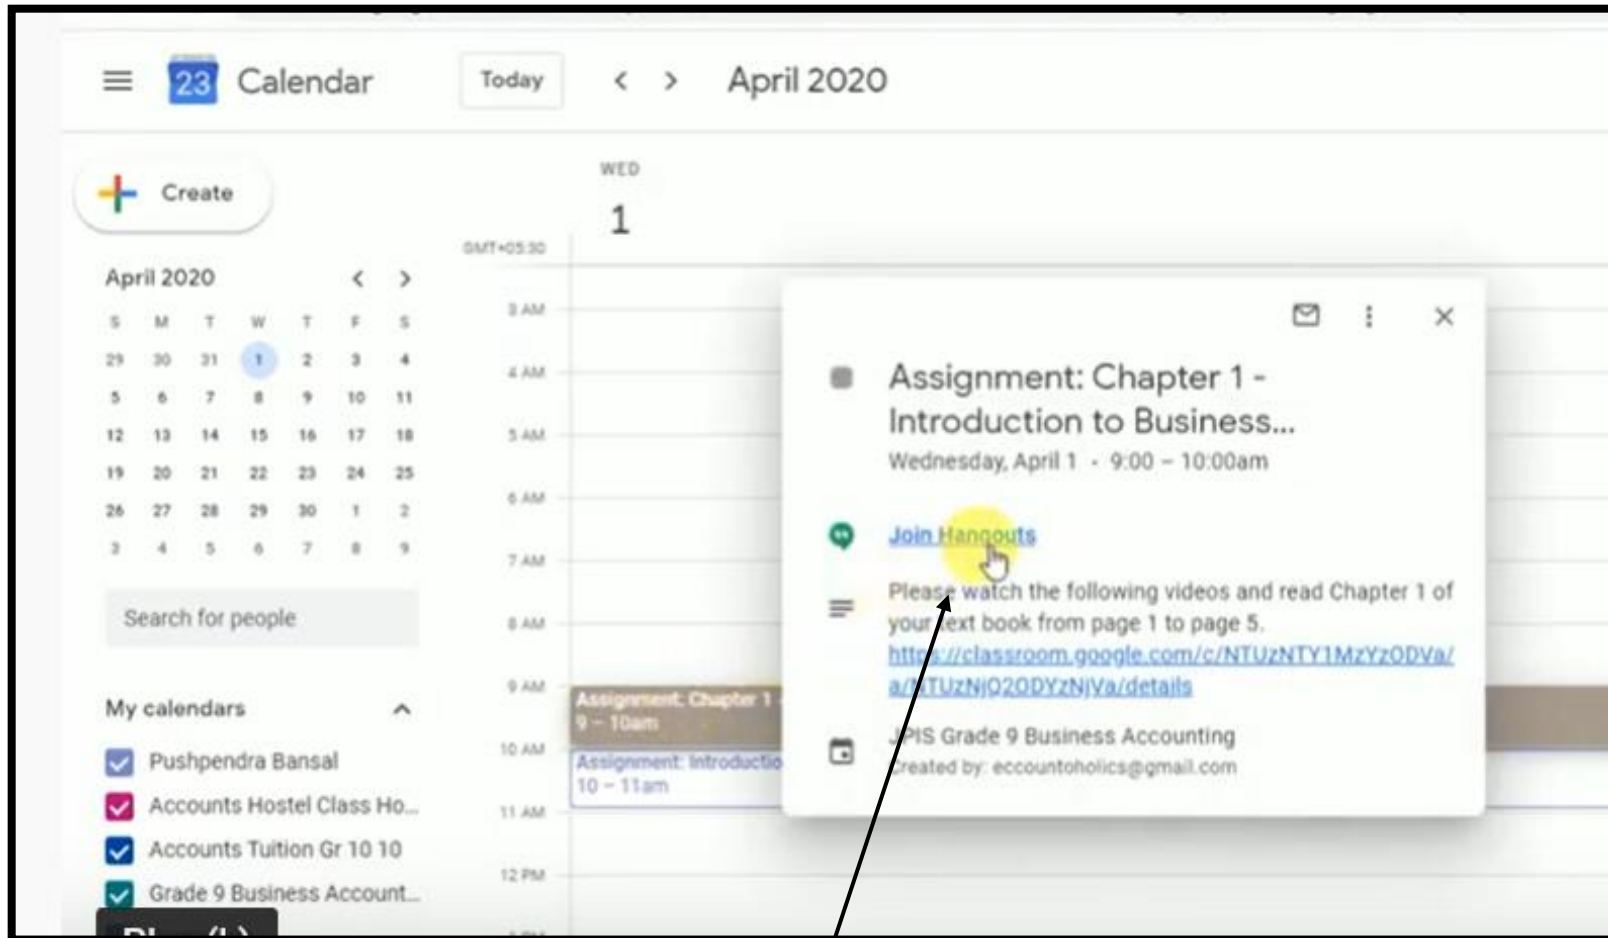 23 Calendar Today < > April 2020
Create
WED
1
GMT+05:30
April 2020 < >
S M T W T F S
29 30 31 1 2 3 4
5 6 7 8 9 10 11
12 13 14 15 16 17 18
19 20 21 22 23 24 25
26 27 28 29 30 1 2
3 4 5 6 7 8 9
Search for people
My calendars
Pushpendra Bansal
Accounts Hostel Class Ho...
Accounts Tuition Gr 10 10
Grade 9 Business Account...
3 AM
4 AM
5 AM
6 AM
7 AM
8 AM
9 AM
10 AM
11 AM
12 PM
Assignment: Chapter 1
9 – 10am
Assignment: Introductio
10 – 11am
Assignment: Chapter 1 -
Introduction to Business...
Wednesday, April 1 · 9:00 – 10:00am
Join Hangouts
Please watch the following videos and read Chapter 1 of
your text book from page 1 to page 5.
https://classroom.google.com/c/NTUzNTY1MzYzODVa/
a/NTUzNjQ2ODYzNjVa/details
JPIS Grade 9 Business Accounting
Created by: eccountoholics@gmail.com